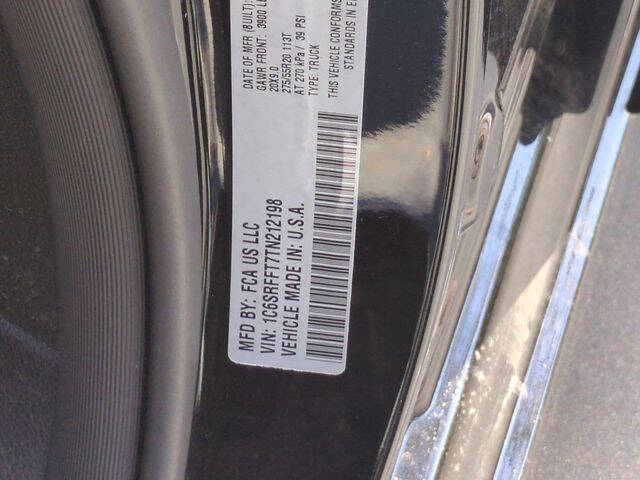 MFD BY: FCA US LLC
DATE OF MFR (BUILT):
GAWR FRONT: 3900 LB
20X9.0
275/55R20 113T
AT 270 kPa / 39 PSI
TYPE: TRUCK
THIS VEHICLE CONFORMS
STANDARDS IN E
VIN: 1C6SRFFT7TN212198
VEHICLE MADE IN: U.S.A.